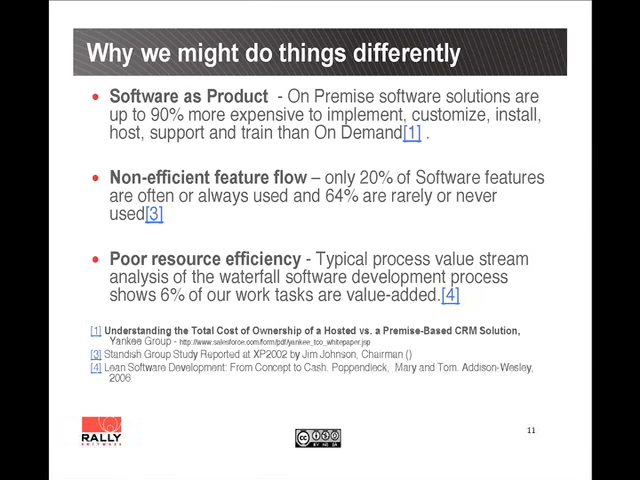 Why we might do things differently
• Software as Product - On Premise software solutions are
up to 90% more expensive to implement, customize, install,
host, support and train than On Demand[1] .
• Non-efficient feature flow – only 20% of Software features
are often or always used and 64% are rarely or never
used[3]
• Poor resource efficiency - Typical process value stream
analysis of the waterfall software development process
shows 6% of our work tasks are value-added.[4]
[1] Understanding the Total Cost of Ownership of a Hosted vs. a Premise-Based CRM Solution,
Yankee Group - http://www.salesforce.com/form/pdf/yankee_tco_whitepaper.jsp
[3] Standish Group Study Reported at XP2002 by Jim Johnson, Chairman ()
[4] Lean Software Development: From Concept to Cash. Poppendieck, Mary and Tom. Addison-Wesley,
2006.
RALLY
SOFTWARE
cc
11